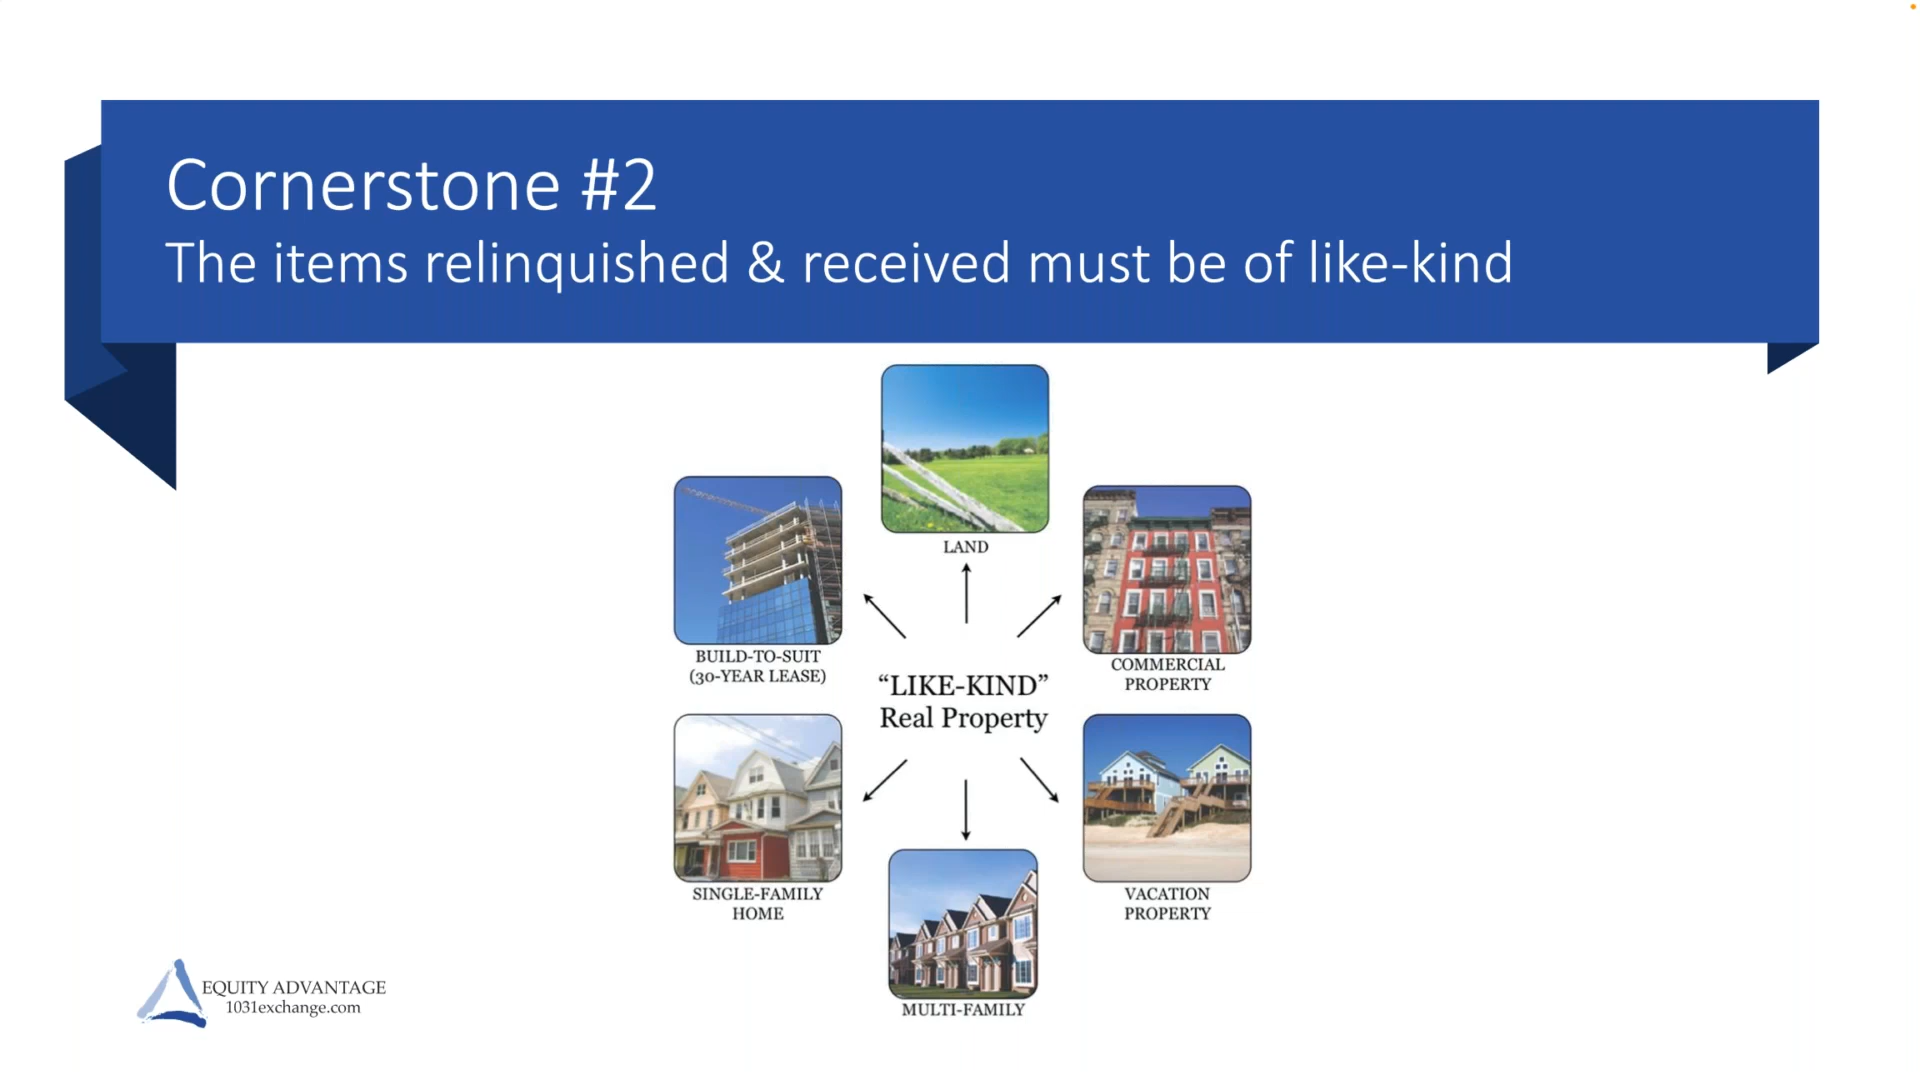 Cornerstone #2
The items relinquished & received must be of like-kind
LAND
BUILD-TO-SUIT
(30-YEAR LEASE)
COMMERCIAL
PROPERTY
“LIKE-KIND”
Real Property
SINGLE-FAMILY
HOME
VACATION
PROPERTY
MULTI-FAMILY
EQUITY ADVANTAGE
1031exchange.com